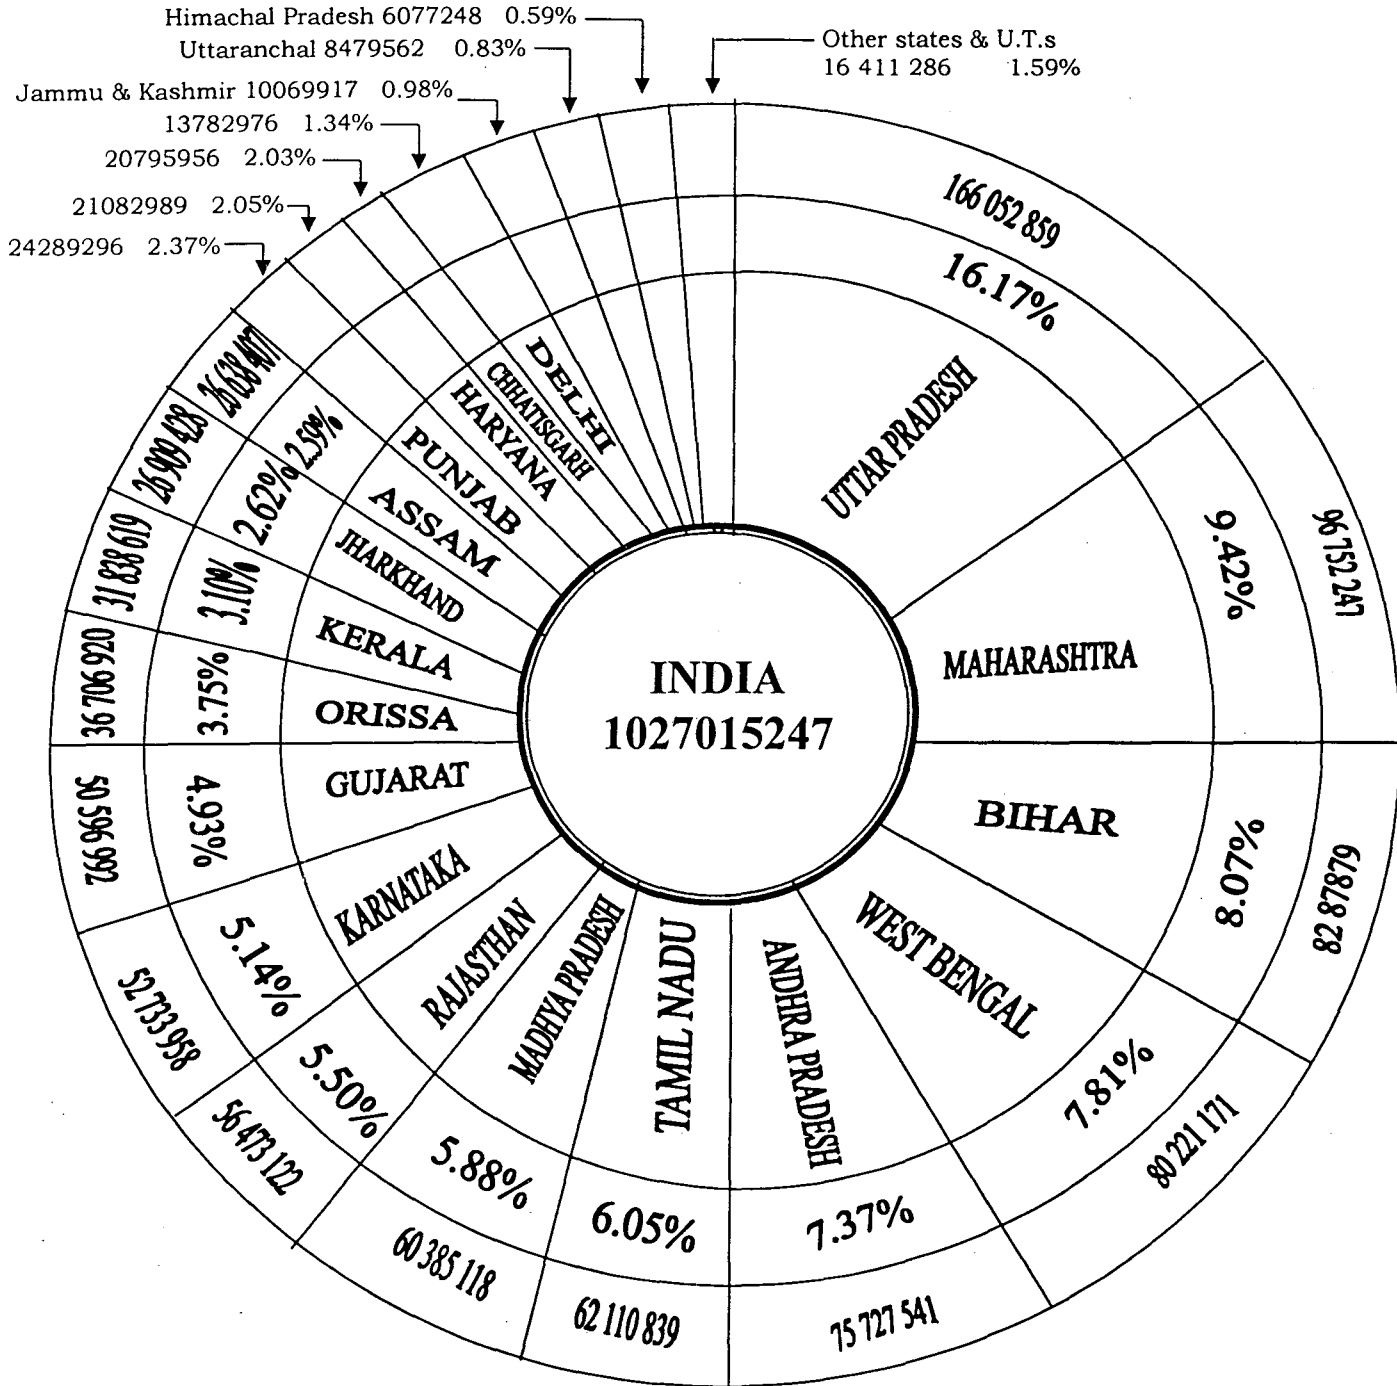 Himachal Pradesh 6077248 0.59%
Uttaranchal 8479562 0.83%
Other states & U.T.s
16 411 286 1.59%
Jammu & Kashmir 10069917 0.98%
13782976 1.34%
20795956 2.03%
21082989 2.05%
24289296 2.37%
166 052 859
16.17%
UTTAR PRADESH
96 752 247
9.42%
MAHARASHTRA
82 87879
8.07%
BIHAR
80 221 171
7.81%
WEST BENGAL
75 727 541
7.37%
ANDHRA PRADESH
62 110 839
6.05%
TAMIL NADU
60 385 118
5.88%
MADHYA PRADESH
56 473 122
5.50%
RAJASTHAN
52 733 958
5.14%
KARNATAKA
50 596 992
4.93%
GUJARAT
36 706 920
3.75%
ORISSA
31 838 619
3.10%
KERALA
26 909 428
2.62%
JHARKHAND
26 638 407
2.59%
ASSAM
PUNJAB
HARYANA
CHHATISGARH
DELHI
INDIA
1027015247